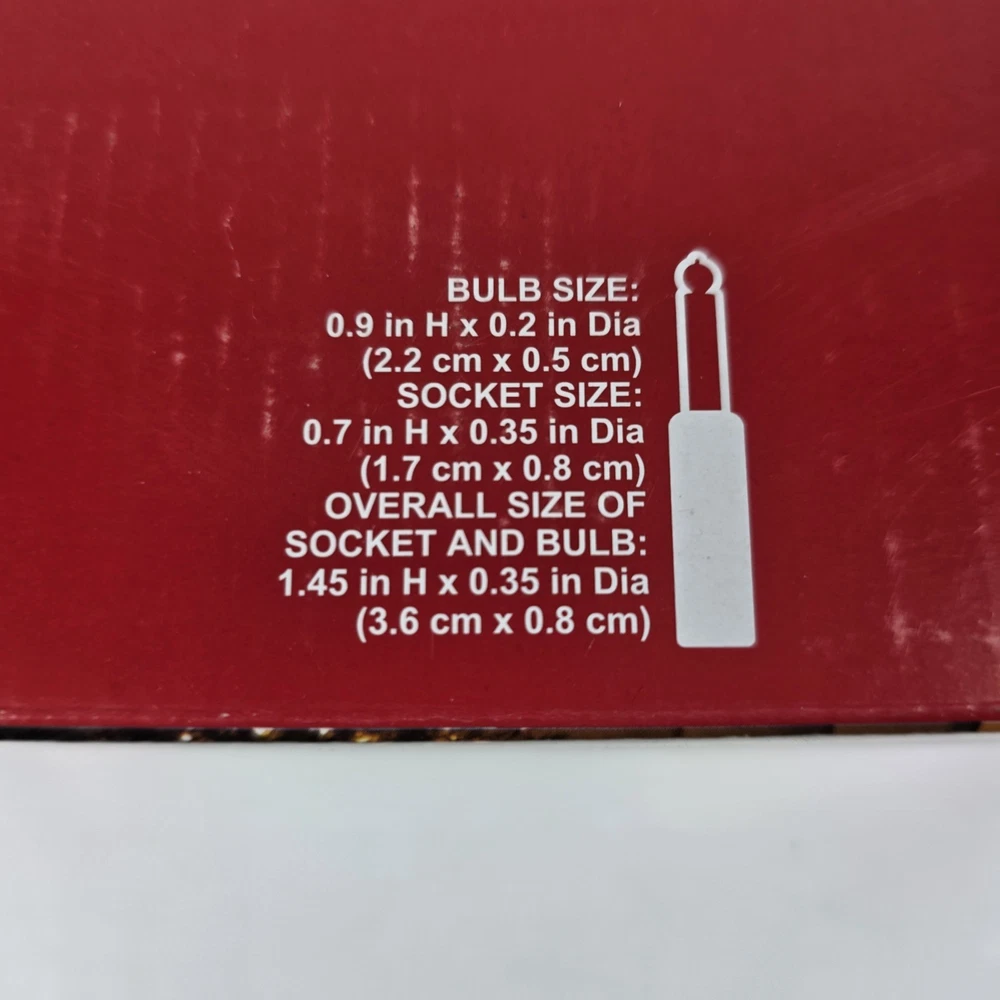 BULB SIZE:
0.9 in H x 0.2 in Dia
(2.2 cm x 0.5 cm)
SOCKET SIZE:
0.7 in H x 0.35 in Dia
(1.7 cm x 0.8 cm)
OVERALL SIZE OF
SOCKET AND BULB:
1.45 in H x 0.35 in Dia
(3.6 cm x 0.8 cm)